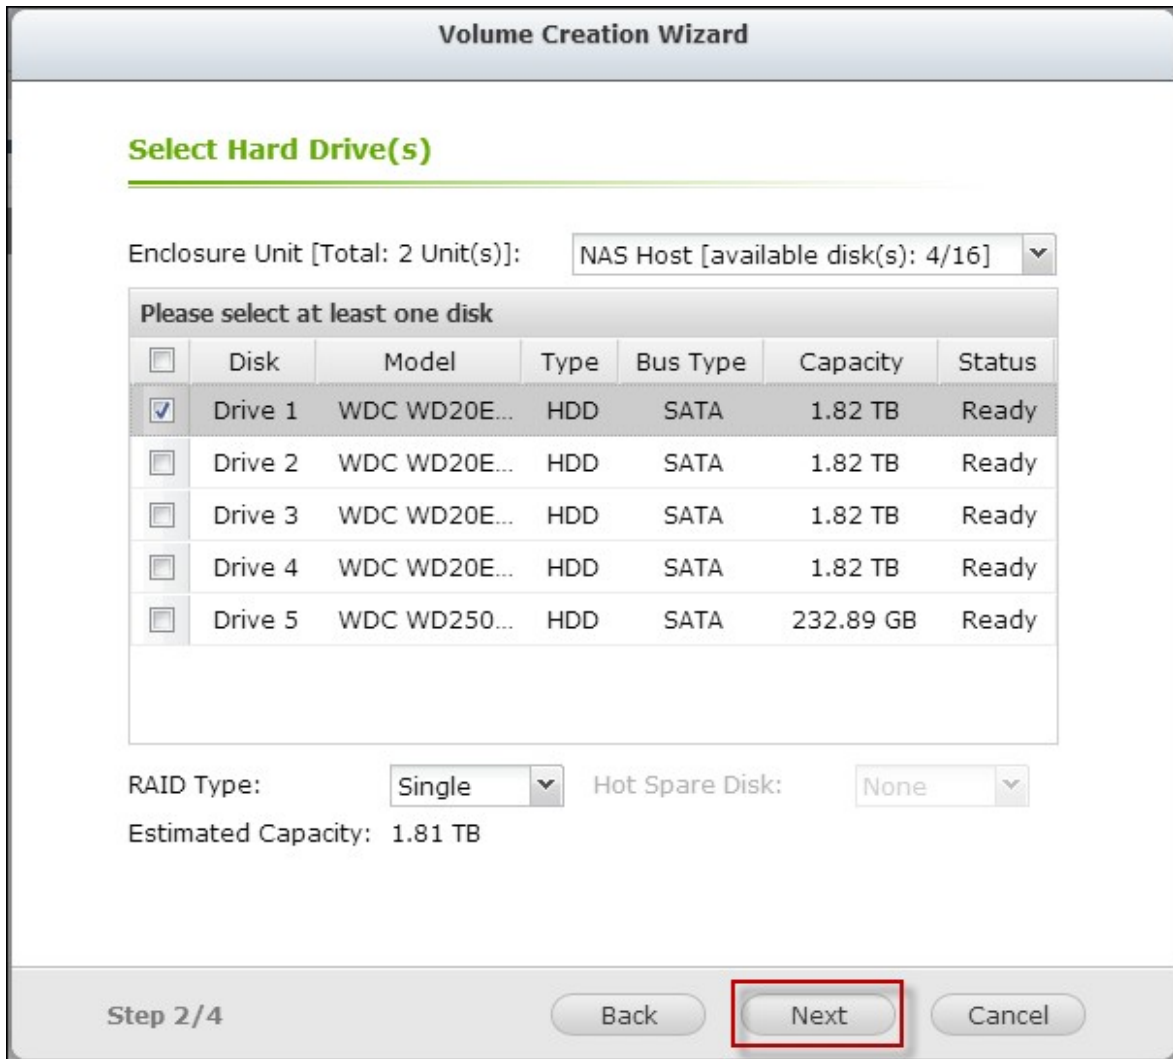 Volume Creation Wizard
Select Hard Drive(s)
Enclosure Unit [Total: 2 Unit(s)]: NAS Host [available disk(s): 4/16]
Please select at least one disk
Disk Model Type Bus Type Capacity Status
Drive 1 WDC WD20E... HDD SATA 1.82 TB Ready
Drive 2 WDC WD20E... HDD SATA 1.82 TB Ready
Drive 3 WDC WD20E... HDD SATA 1.82 TB Ready
Drive 4 WDC WD20E... HDD SATA 1.82 TB Ready
Drive 5 WDC WD250... HDD SATA 232.89 GB Ready
RAID Type: Single Hot Spare Disk: None
Estimated Capacity: 1.81 TB
Step 2/4 Back Next Cancel